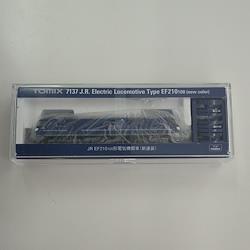 TOMIX 7137 J.R. Electric Locomotive Type EF210 100 (new color)
JR EF210 100形電気機関車(新塗装)